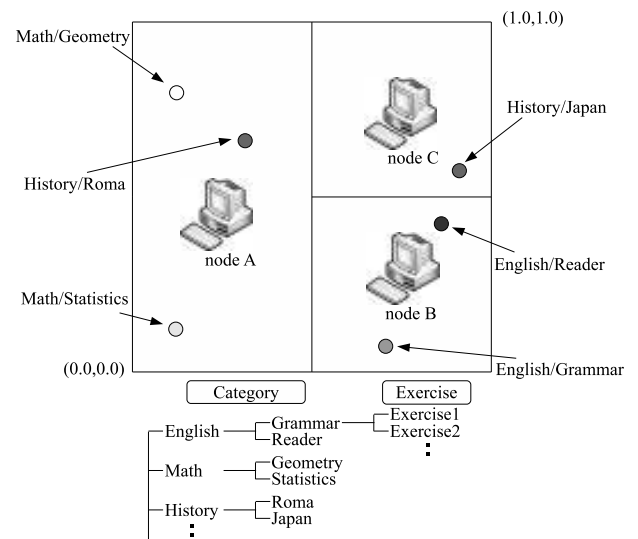 (1.0,1.0)
Math/Geometry
History/Japan
node C
History/Roma
node A
English/Reader
Math/Statistics
node B
(0.0,0.0)
English/Grammar
Category
Exercise
English
Grammar
Reader
Exercise1
Exercise2
Math
Geometry
Statistics
History
Roma
Japan